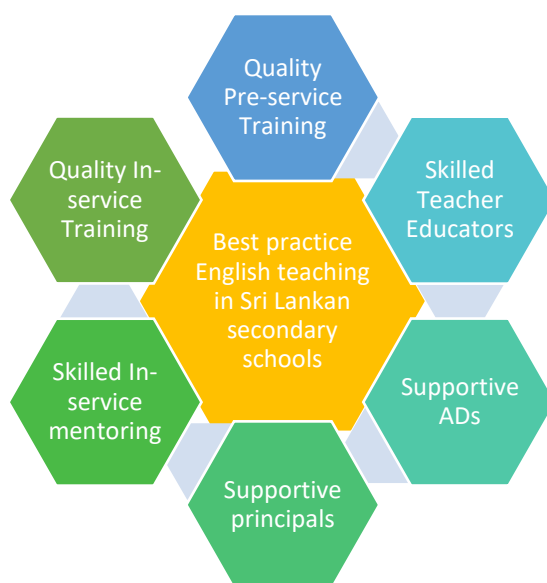 Quality
Pre-service
Training
Skilled
Teacher
Educators
Supportive
ADs
Supportive
principals
Skilled In-
service
mentoring
Quality In-
service
Training
Best practice
English teaching
in Sri Lankan
secondary
schools